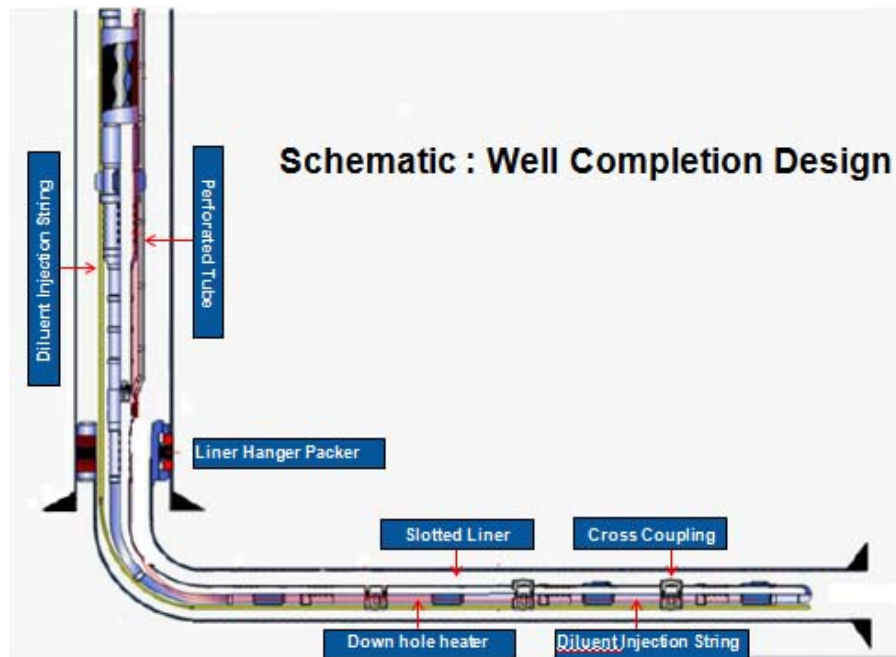 Schematic : Well Completion Design
Diluent Injection String
Perforated Tube
Liner Hanger Packer
Slotted Liner
Cross Coupling
Down hole heater
Diluent Injection String